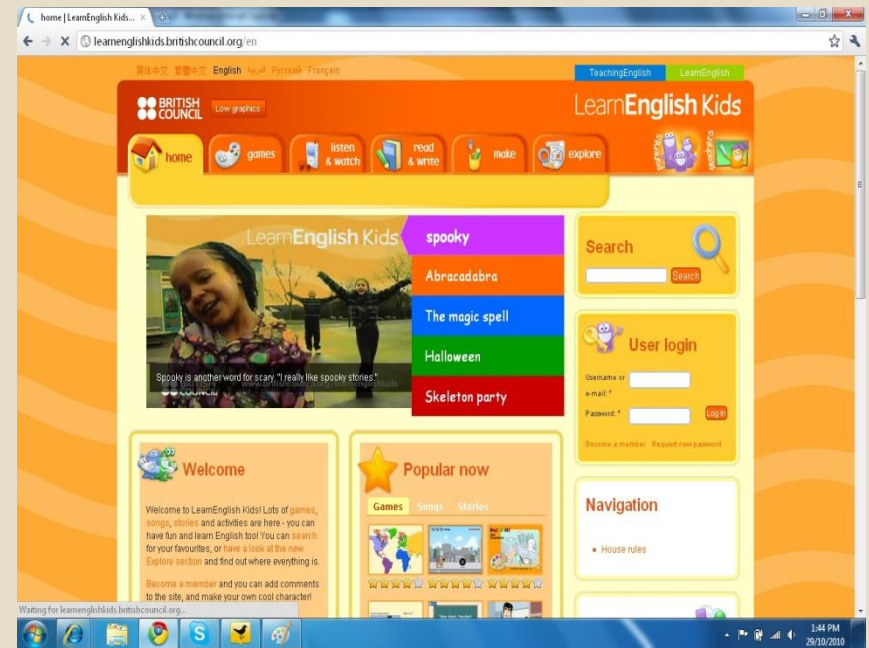 home | LearnEnglish Kids...
learnenglishkids.britishcouncil.org/en
简体中文 繁體中文 English العربية Русский Français
TeachingEnglish LearnEnglish
BRITISH
COUNCIL
Low graphics
LearnEnglish Kids
home
games
listen
& watch
read
& write
make
explore
parents
teachers
LearnEnglish Kids
spooky
Abracadabra
The magic spell
Halloween
Skeleton party
Spooky is another word for scary. "I really like spooky stories."
BRITISH
COUNCIL
Search
Search
User login
Username or
e-mail: *
Password: *
Log in
Become a member Request new password
Welcome
Welcome to LearnEnglish Kids! Lots of games,
songs, stories and activities are here - you can
have fun and learn English too! You can search
for your favourites, or have a look at the new
Explore section and find out where everything is.
Become a member and you can add comments
to the site, and make your own cool character!
Popular now
Games Songs Stories
Navigation
House rules
Waiting for learnenglishkids.britishcouncil.org...
1:44 PM
29/10/2010